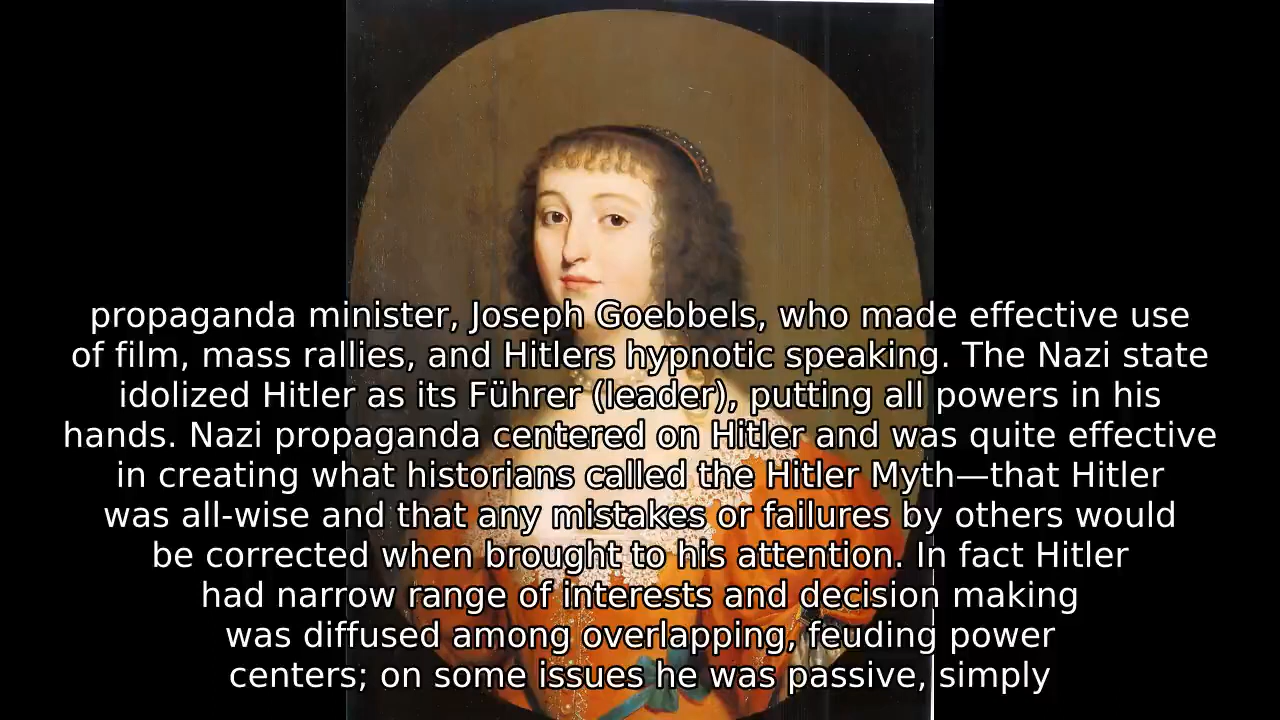 propaganda minister, Joseph Goebbels, who made effective use
of film, mass rallies, and Hitlers hypnotic speaking. The Nazi state
idolized Hitler as its Führer (leader), putting all powers in his
hands. Nazi propaganda centered on Hitler and was quite effective
in creating what historians called the Hitler Myth—that Hitler
was all-wise and that any mistakes or failures by others would
be corrected when brought to his attention. In fact Hitler
had narrow range of interests and decision making
was diffused among overlapping, feuding power
centers; on some issues he was passive, simply